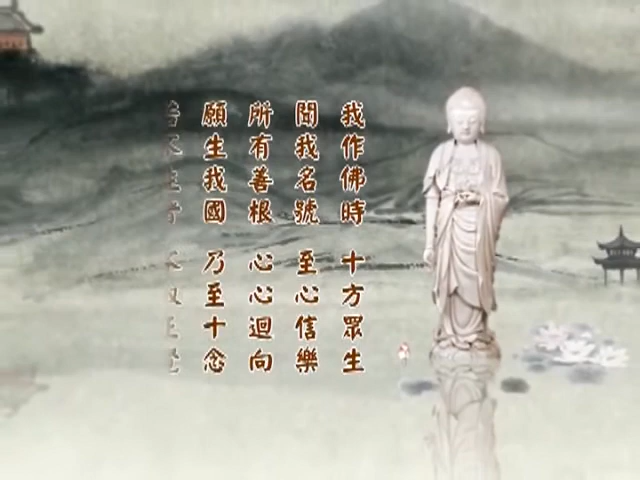 我作佛時 十方眾生
聞我名號 至心信樂
所有善根 心心迴向
願生我國 乃至十念